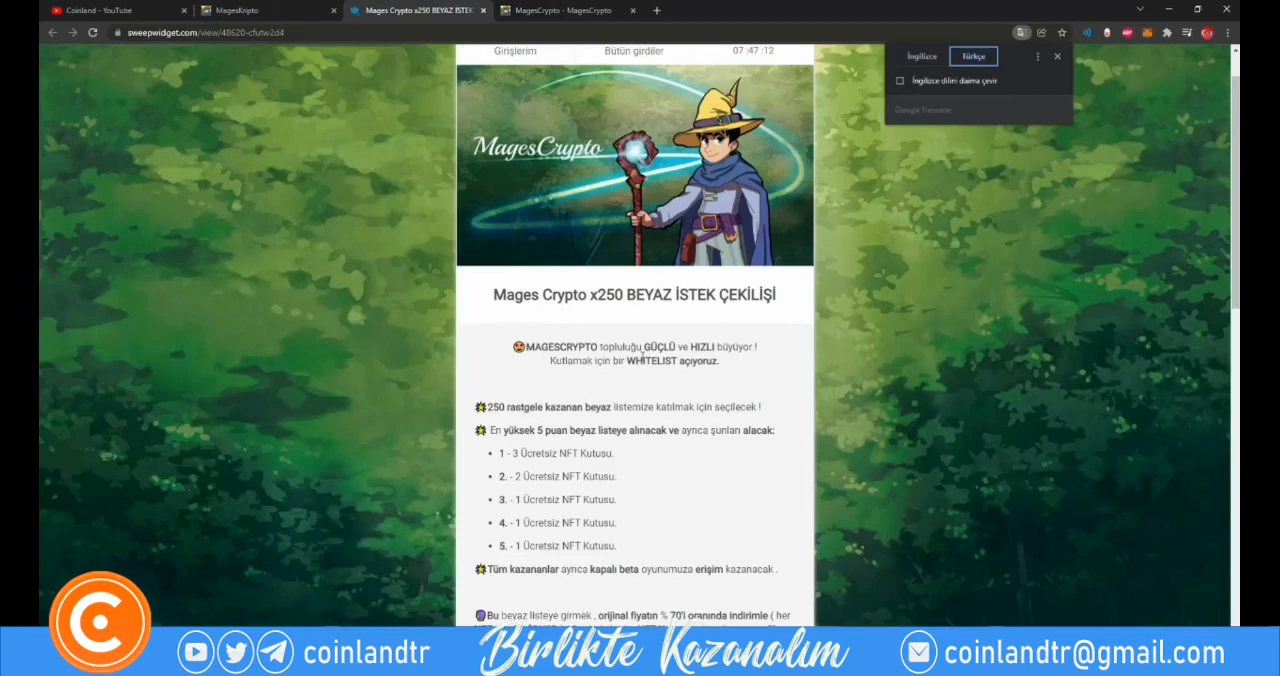 Coinland - YouTube
MagesKripto
Mages Crypto x250 BEYAZ İSTEK
MagesCrypto - MagesCrypto
sweepwidget.com/view/48620-cfutw2d4
İngilizce
Türkçe
İngilizce dilini daima çevir
Google Translate
Girişlerim
Bütün girdiler
07 :47 :12
MagesCrypto
Mages Crypto x250 BEYAZ İSTEK ÇEKİLİŞİ
MAGESCRYPTO topluluğu GÜÇLÜ ve HIZLI büyüyor !
Kutlamak için bir WHITELIST açıyoruz.
250 rastgele kazanan beyaz listemize katılmak için seçilecek !
En yüksek 5 puan beyaz listeye alınacak ve ayrıca şunları alacak:
• 1 - 3 Ücretsiz NFT Kutusu.
• 2. - 2 Ücretsiz NFT Kutusu.
• 3. - 1 Ücretsiz NFT Kutusu.
• 4. - 1 Ücretsiz NFT Kutusu.
• 5. - 1 Ücretsiz NFT Kutusu.
Tüm kazananlar ayrıca kapalı beta oyunumuza erişim kazanacak .
Bu beyaz listeye girmek , orijinal fiyatın % 70'i oranında indirimle ( her
C
coinlandtr
Birlikte Kazanalım
coinlandtr@gmail.com